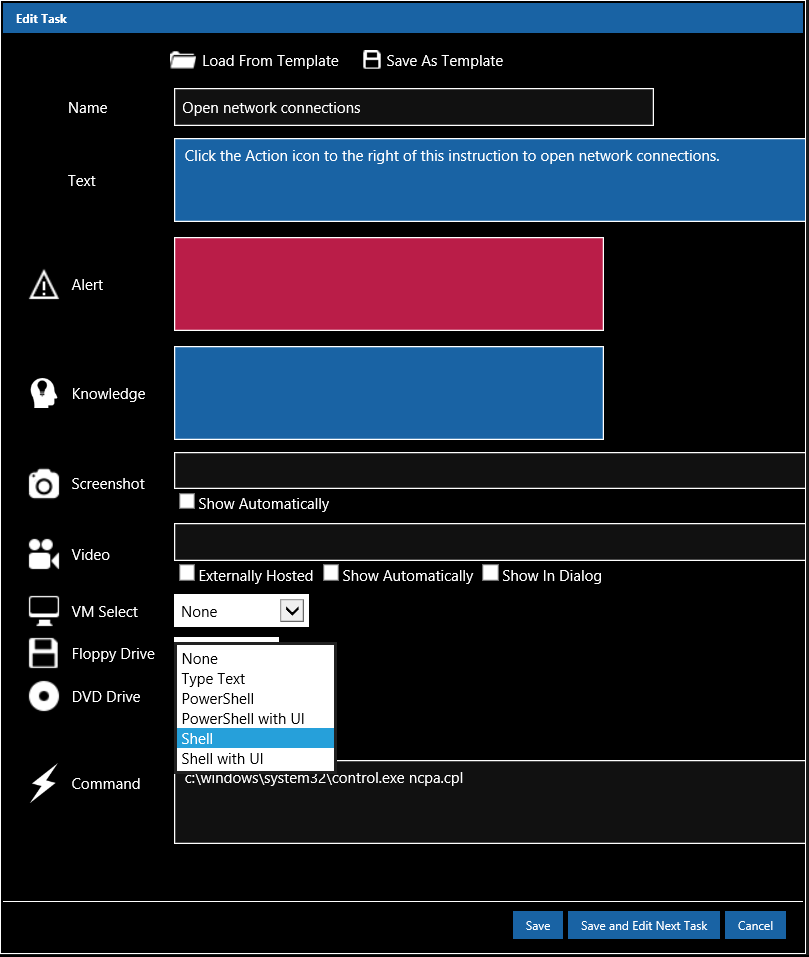 Edit Task
Load From Template Save As Template
Name Open network connections
Text Click the Action icon to the right of this instruction to open network connections.
Alert
Knowledge
Screenshot
Show Automatically
Video
Externally Hosted Show Automatically Show In Dialog
VM Select None
Floppy Drive
DVD Drive
None
Type Text
PowerShell
PowerShell with UI
Shell
Shell with UI
Command c:\windows\system32\control.exe ncpa.cpl
Save Save and Edit Next Task Cancel